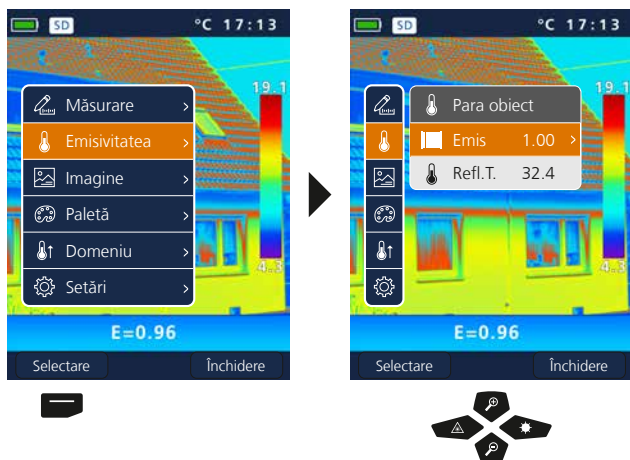 SD °C 17:13
19.1
Măsurare
Emisivitatea
Imagine
Paletă
Domeniu
Setări
4.3
E=0.96
Selectare Închidere
SD °C 17:13
19.1
Para obiect
Emis 1.00
Refl.T. 32.4
4.3
E=0.96
Selectare Închidere